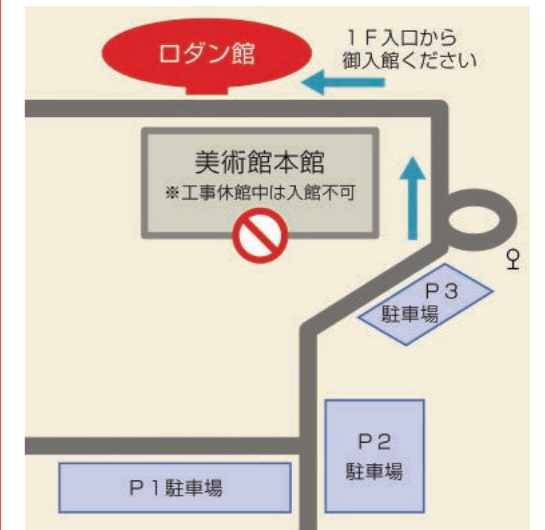 ロダン館
１Ｆ入口から
御入館ください
美術館本館
※工事休館中は入館不可
Ｐ３
駐車場
Ｐ２
駐車場
Ｐ１駐車場